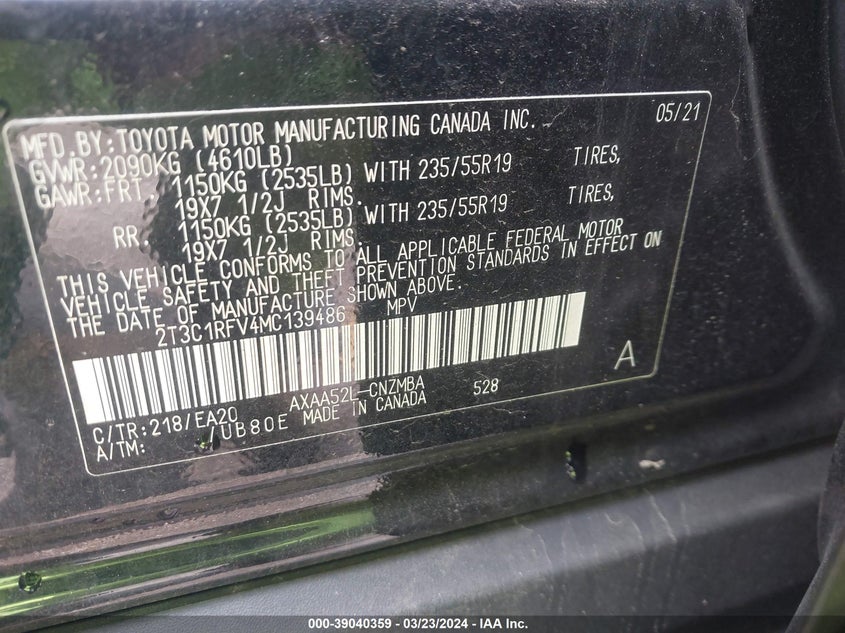 MFD.BY:TOYOTA MOTOR MANUFACTURING CANADA INC. 05/21
GVWR:2090KG (4610LB)
GAWR:FRT. 1150KG (2535LB) WITH 235/55R19 TIRES,
19X7 1/2J RIMS.
RR. 1150KG (2535LB) WITH 235/55R19 TIRES,
19X7 1/2J RIMS.
THIS VEHICLE CONFORMS TO ALL APPLICABLE FEDERAL MOTOR
VEHICLE SAFETY AND THEFT PREVENTION STANDARDS IN EFFECT ON
THE DATE OF MANUFACTURE SHOWN ABOVE.
2T3C1RFV4MC139486 MPV
A
C/TR:218/EA20 AXAA52L-CNZMBA 528
A/TM: UB80E MADE IN CANADA
000-39040359 - 03/23/2024 - IAA Inc.